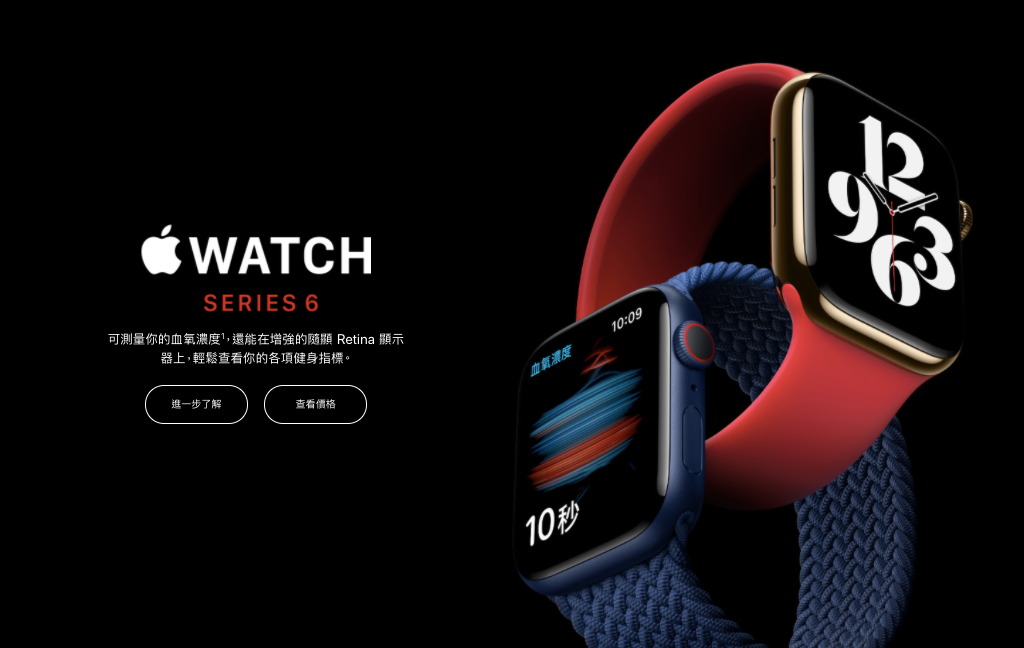 WATCH
SERIES 6
可測量你的血氧濃度¹,還能在增強的隨顯 Retina 顯示
器上,輕鬆查看你的各項健身指標。
進一步了解
查看價格
12
9 3
6
10:09
血氧濃度
10秒